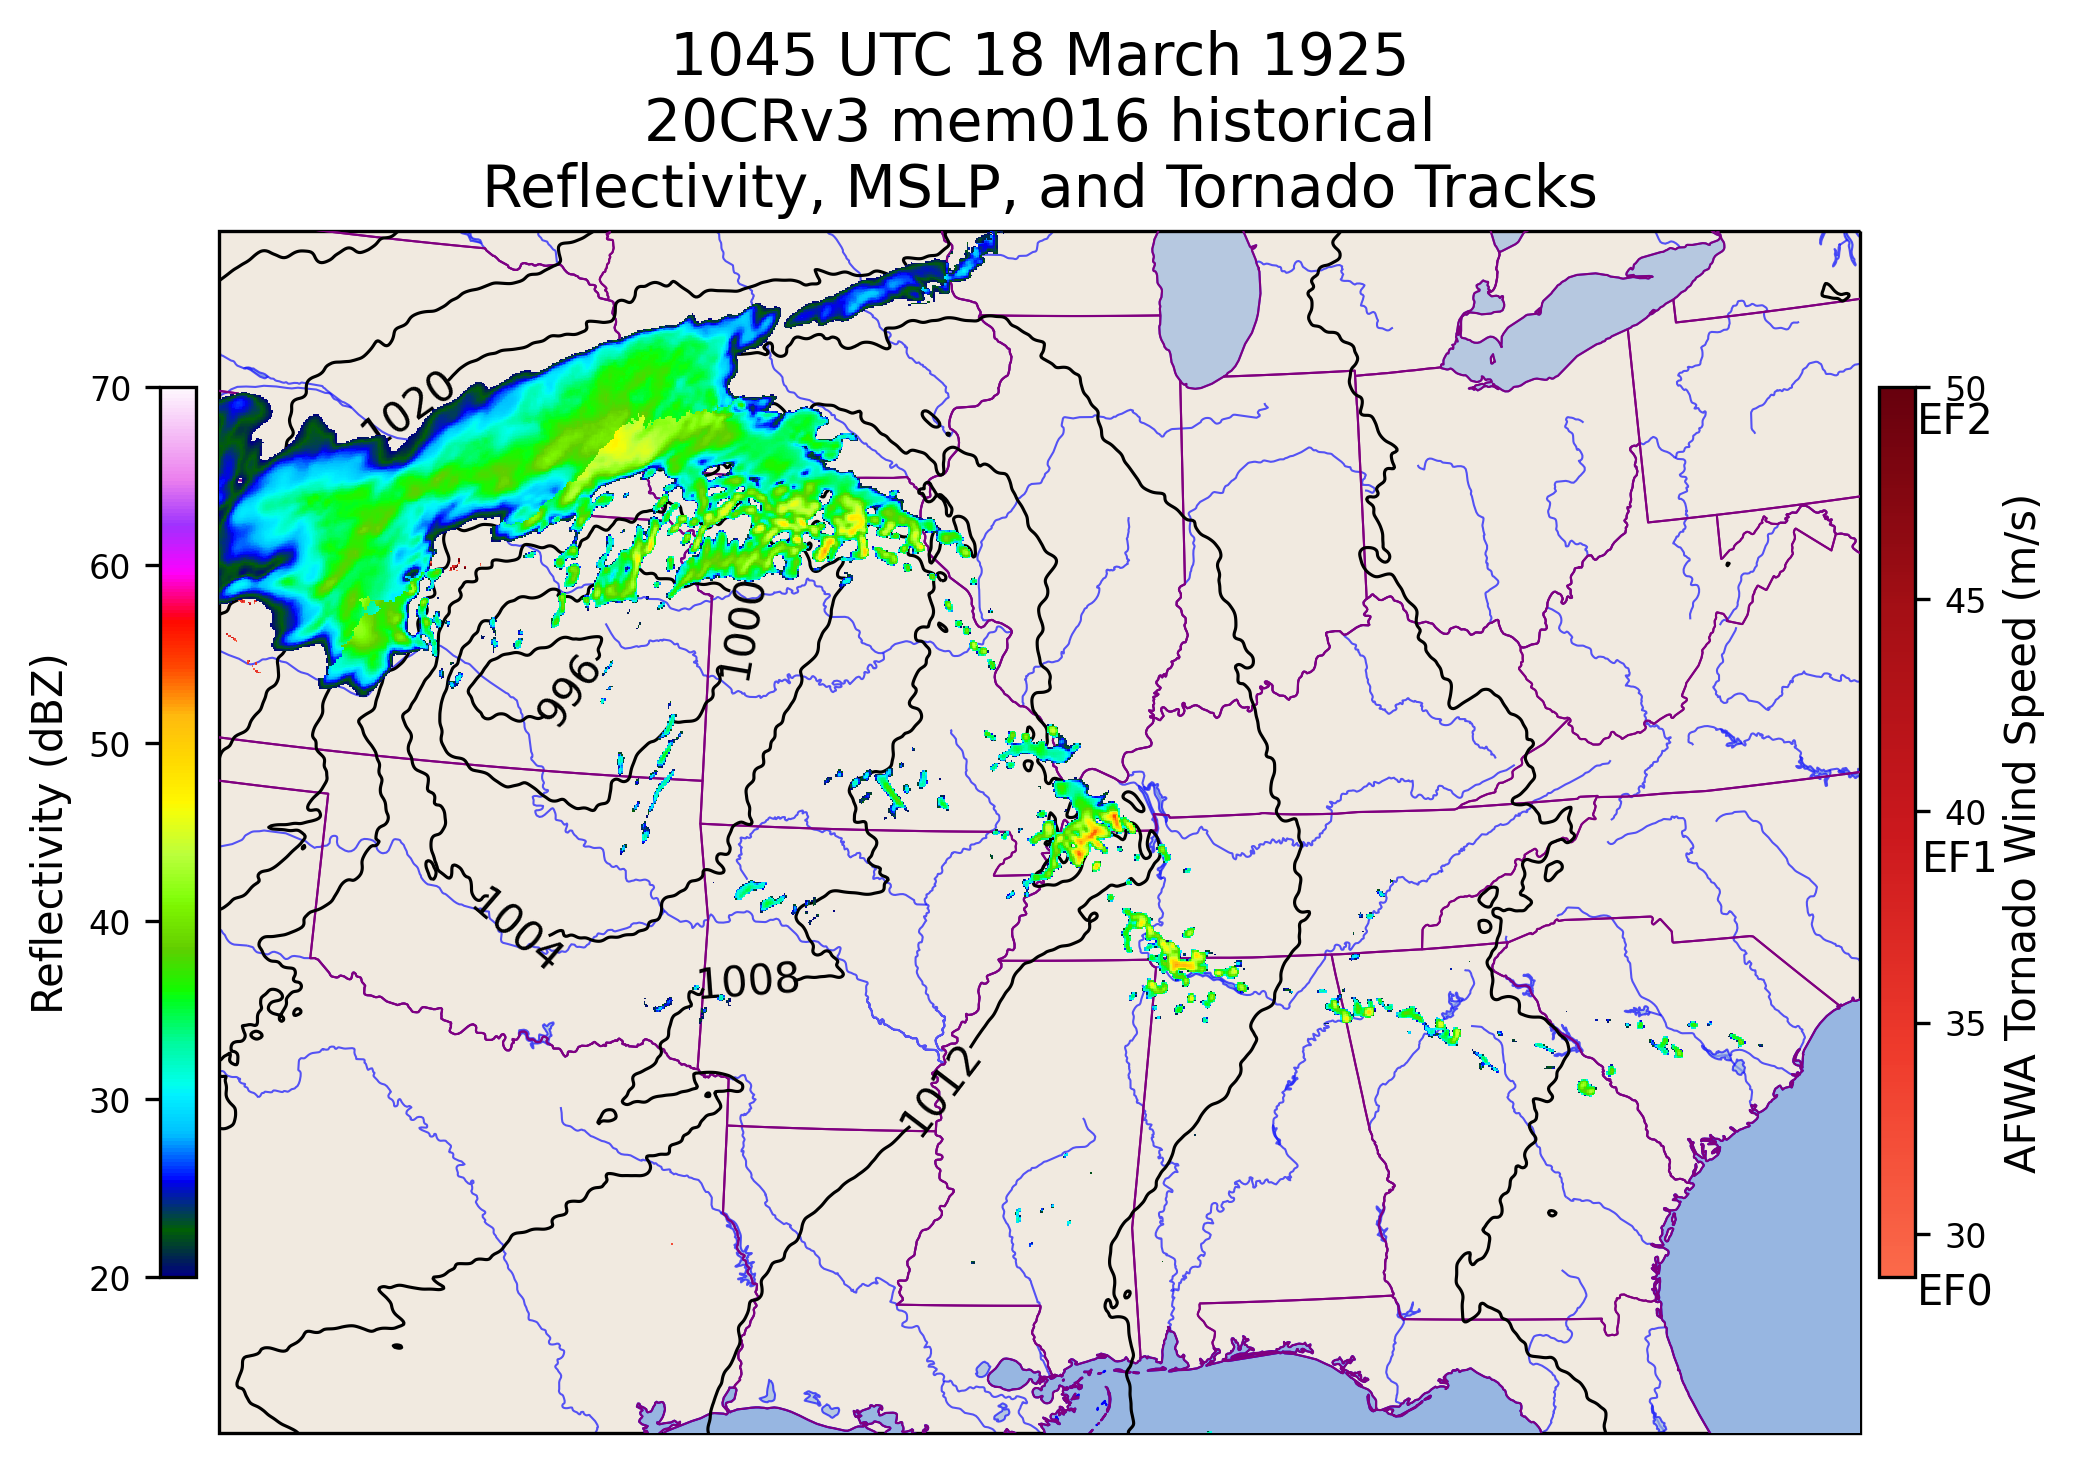 1045 UTC 18 March 1925
20CRv3 mem016 historical
Reflectivity, MSLP, and Tornado Tracks
70
60
50
40
30
20
Reflectivity (dBZ)
1020
1000
996
1004
1008
1012
50
EF2
45
40
EF1
35
30
EF0
AFWA Tornado Wind Speed (m/s)